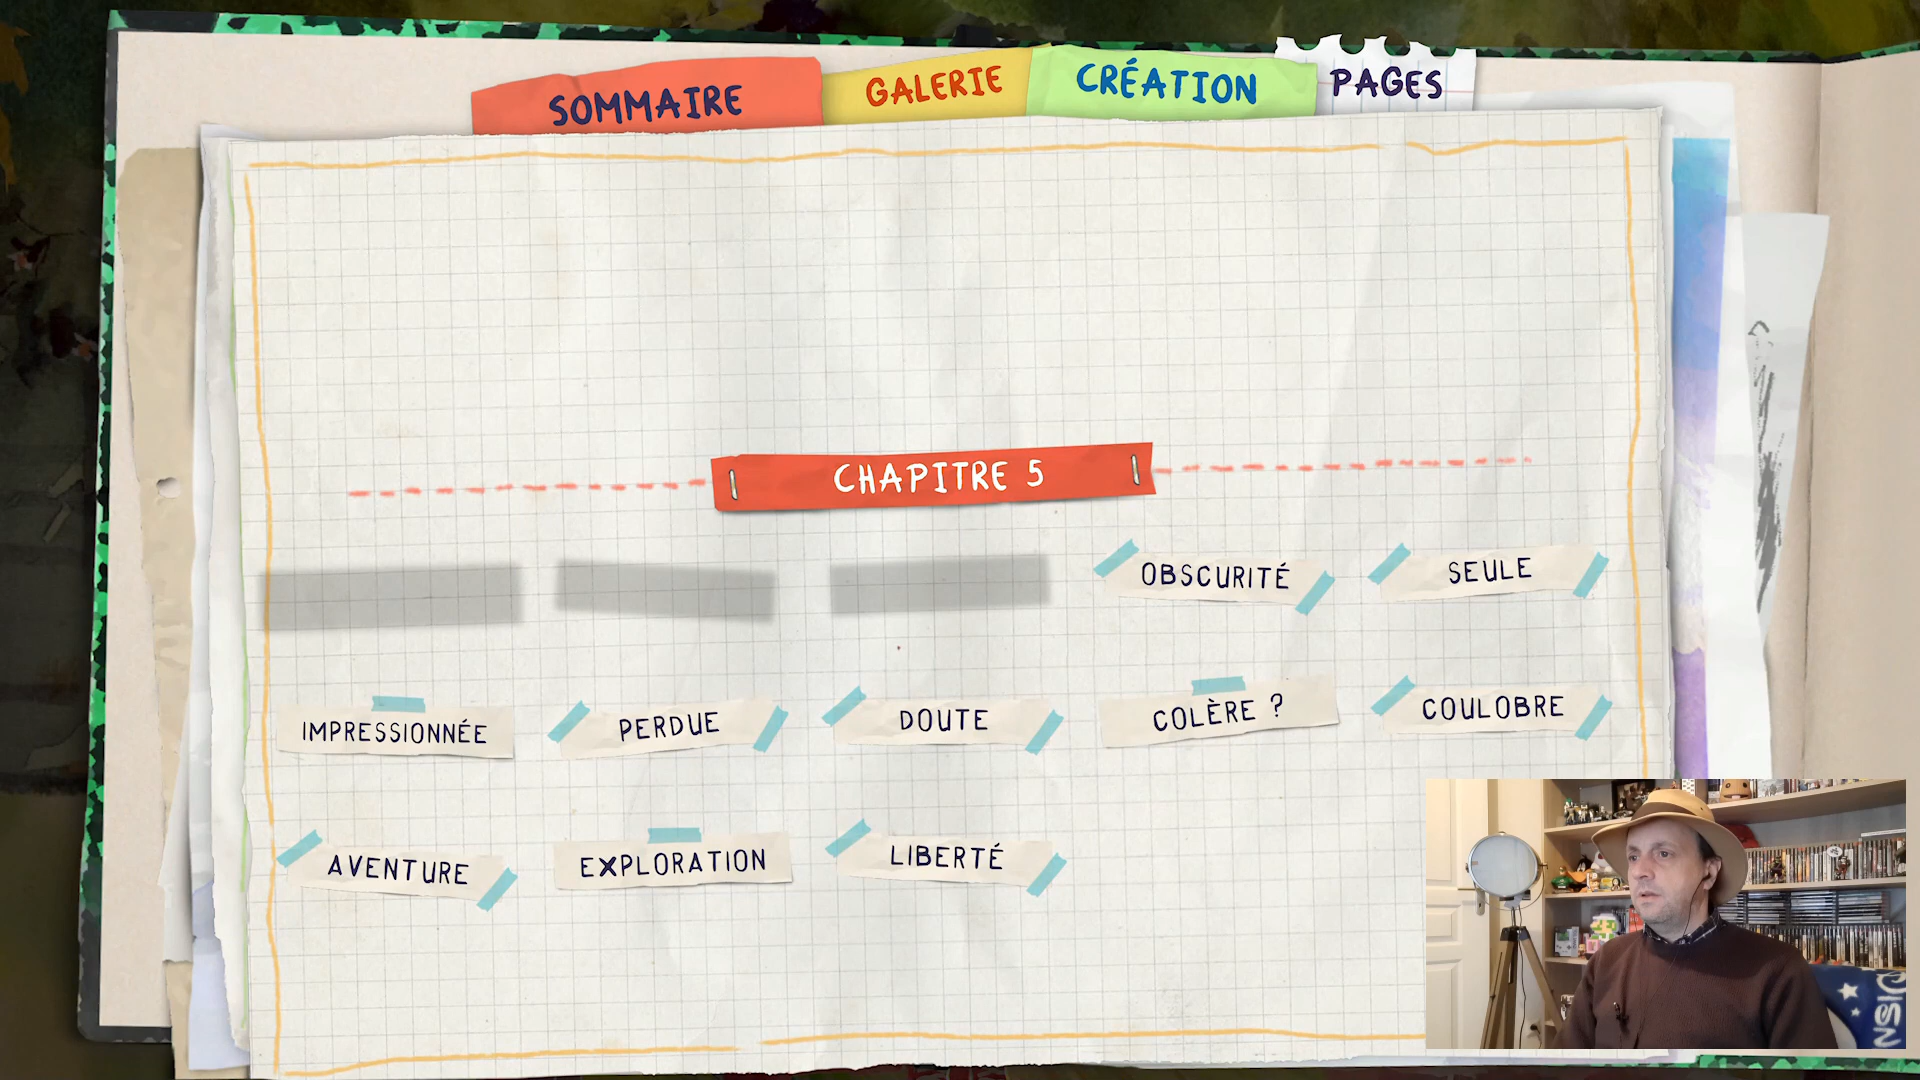 SOMMAIRE
GALERIE
CRÉATION
PAGES
CHAPITRE 5
OBSCURITÉ
SEULE
IMPRESSIONNÉE
PERDUE
DOUTE
COLÈRE ?
COULOBRE
AVENTURE
EXPLORATION
LIBERTÉ